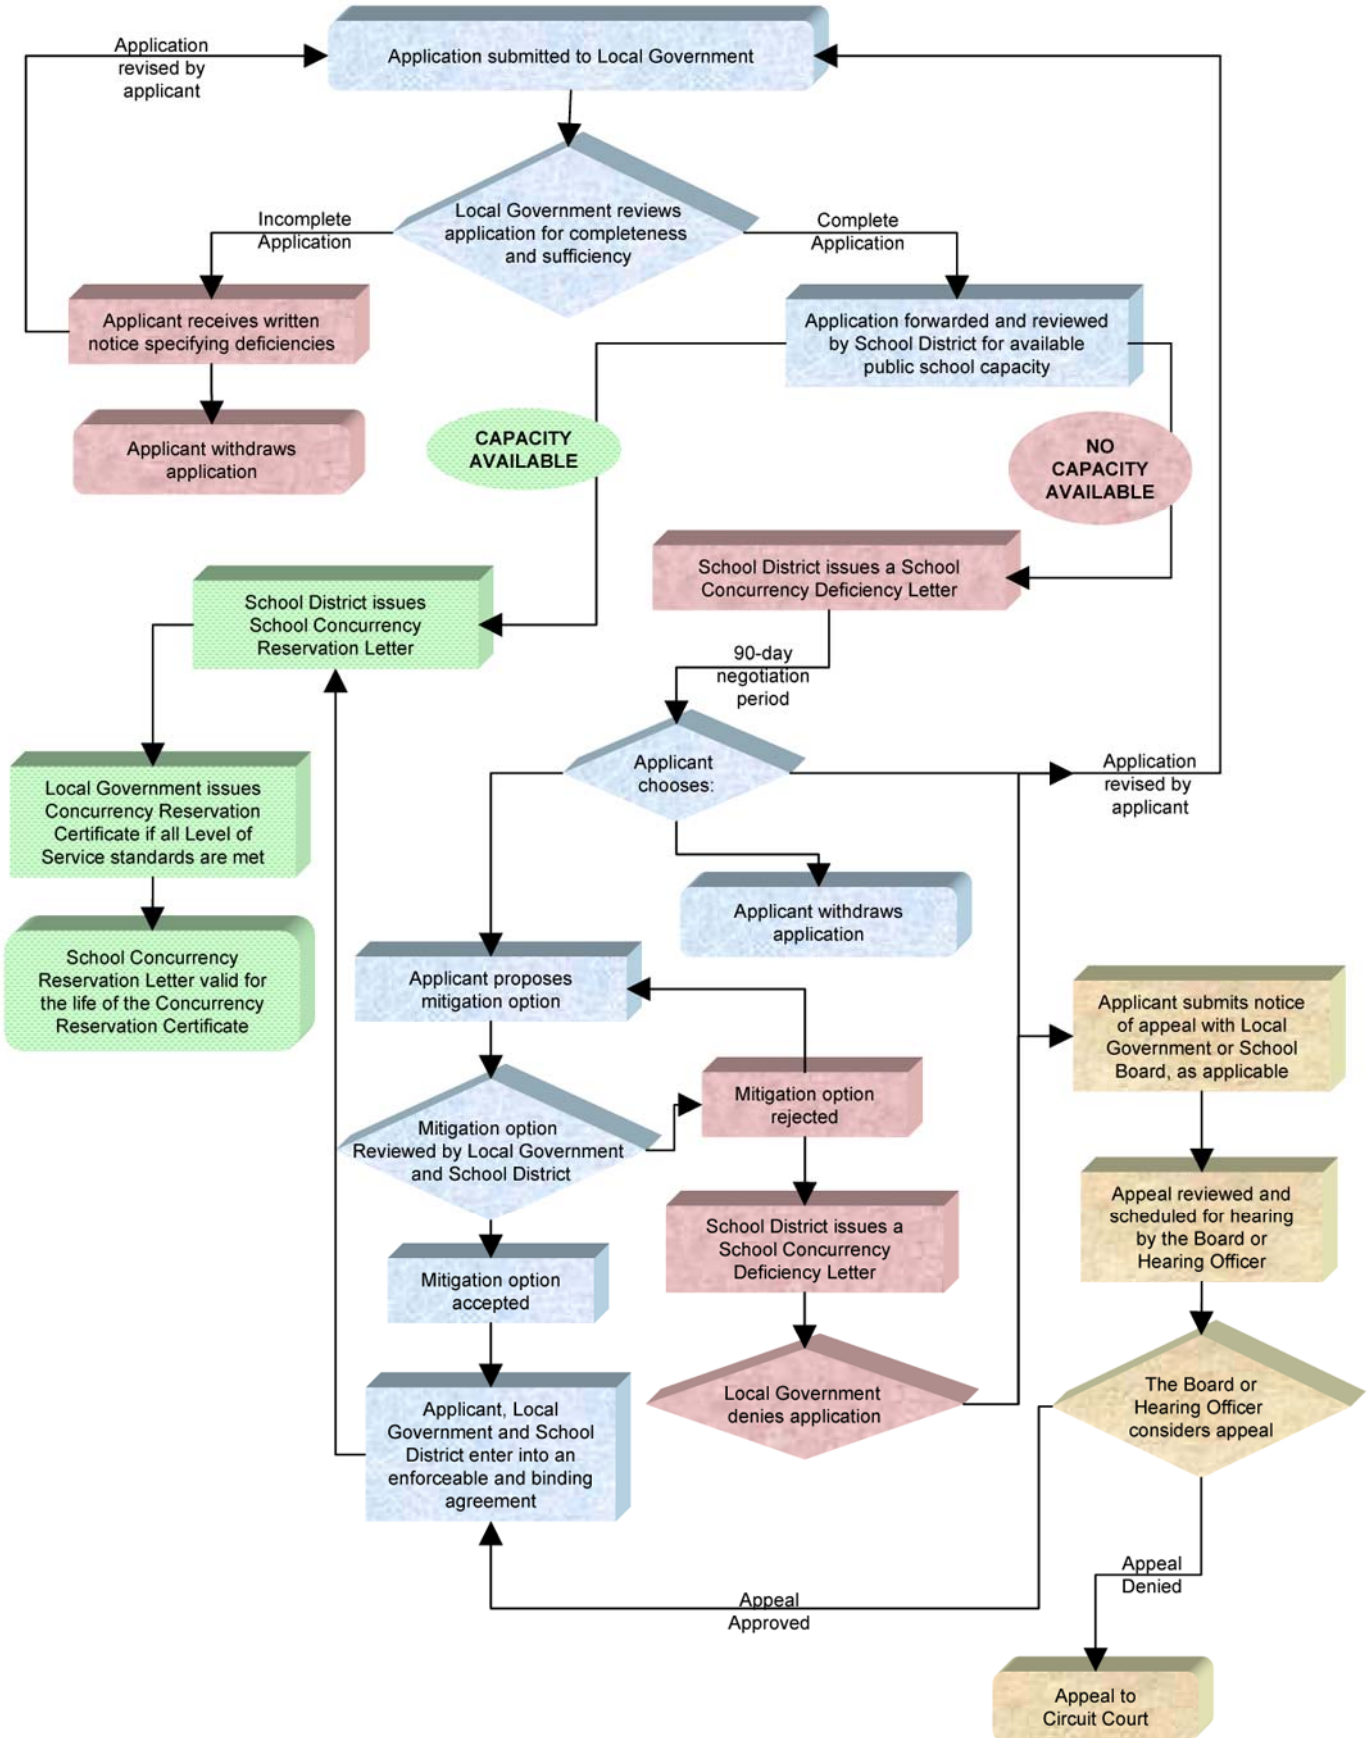 Application submitted to Local Government
Application
revised by
applicant
Local Government reviews
application for completeness
and sufficiency
Incomplete
Application
Complete
Application
Applicant receives written
notice specifying deficiencies
Application forwarded and reviewed
by School District for available
public school capacity
Applicant withdraws
application
CAPACITY
AVAILABLE
NO
CAPACITY
AVAILABLE
School District issues a School
Concurrency Deficiency Letter
School District issues
School Concurrency
Reservation Letter
90-day
negotiation
period
Applicant
chooses:
Application
revised by
applicant
Local Government issues
Concurrency Reservation
Certificate if all Level of
Service standards are met
Applicant withdraws
application
School Concurrency
Reservation Letter valid for
the life of the Concurrency
Reservation Certificate
Applicant proposes
mitigation option
Applicant submits notice
of appeal with Local
Government or School
Board, as applicable
Mitigation option
rejected
Mitigation option
Reviewed by Local Government
and School District
Appeal reviewed and
scheduled for hearing
by the Board or
Hearing Officer
School District issues a
School Concurrency
Deficiency Letter
Mitigation option
accepted
Local Government
denies application
The Board or
Hearing Officer
considers appeal
Applicant, Local
Government and School
District enter into an
enforceable and binding
agreement
Appeal
Denied
Appeal
Approved
Appeal to
Circuit Court